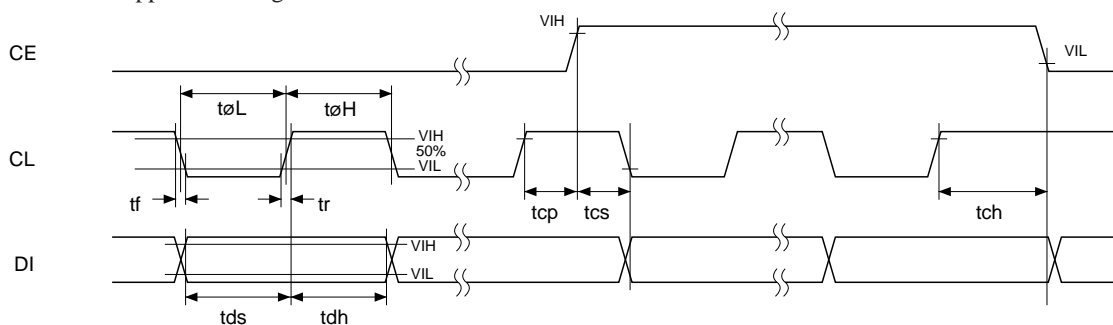 VIH
CE
VIL
tøL
tøH
VIH
50%
CL
VIL
tf
tr
tcp
tcs
tch
VIH
DI
VIL
tds
tdh